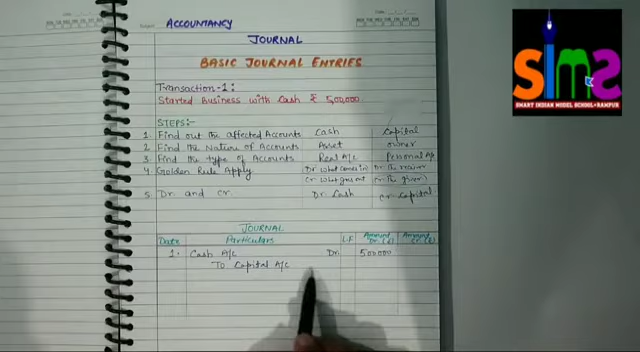 ACCOUNTANCY
JOURNAL
BASIC JOURNAL ENTRIES
Transaction-1:
Started Business with Cash ₹ 5,00,000
STEPS:-
1. Find out the affected Accounts Cash Capital
2. Find the Nature of Accounts Asset owner
3. Find the type of Accounts Real A/c Personal A/c
4. Golden Rule Apply Dr What comes in Dr The receiver
Cr What goes out Cr The giver
5. Dr and cr. Dr Cash Cr Capital
JOURNAL
Date Particulars L.F Amount Dr. (₹) Amount Cr. (₹)
1. Cash A/c Dr. 500000
To Capital A/c
SIMS
SMART INDIAN MODEL SCHOOL-RAMPUR